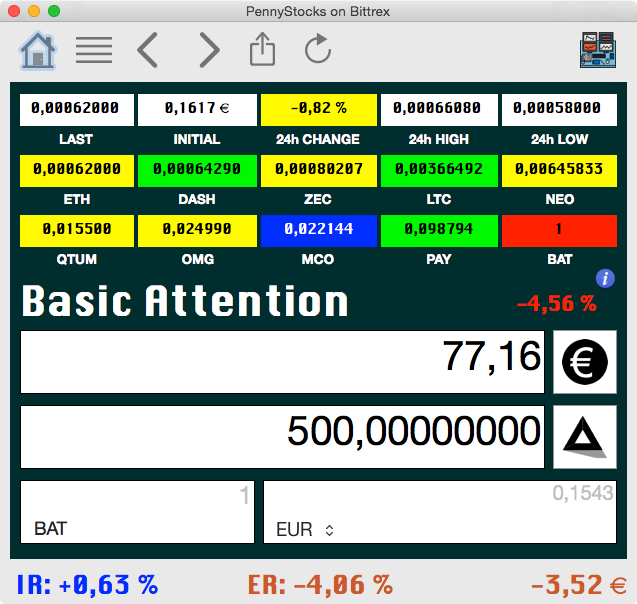 PennyStocks on Bittrex
0,00062000 0,1617 € -0,82 % 0,00066080 0,00058000
LAST INITIAL 24h CHANGE 24h HIGH 24h LOW
0,00062000 0,00064290 0,00080207 0,00366492 0,00645833
ETH DASH ZEC LTC NEO
0,015500 0,024990 0,022144 0,098794 1
QTUM OMG MCO PAY BAT
i
Basic Attention -4,56 %
77,16 €
500,00000000
1 0,1543
BAT EUR
IR: +0,63 % ER: -4,06 % -3,52 €